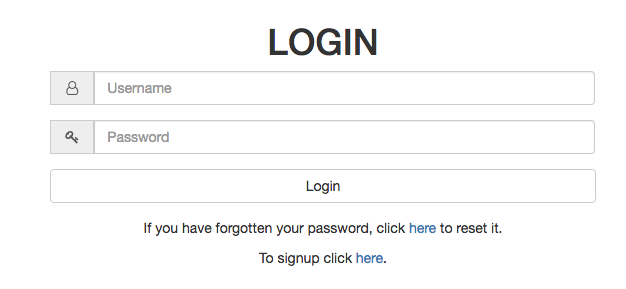 LOGIN
Username
Password
Login
If you have forgotten your password, click here to reset it.
To signup click here.